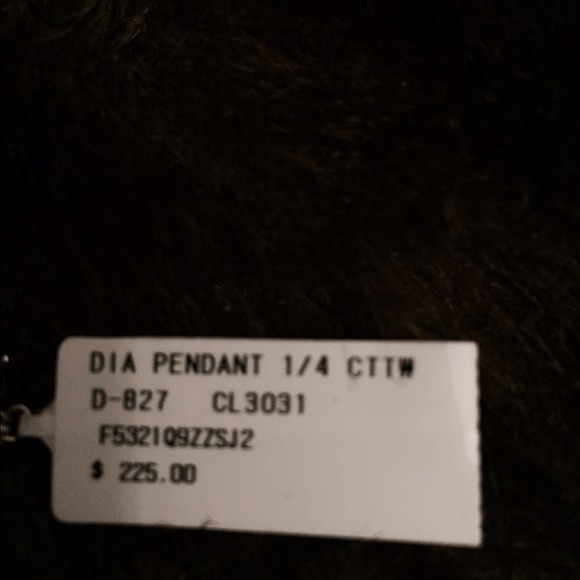 DIA PENDANT 1/4 CTTW
D-827 CL3031
F5321Q9ZZSJ2
$ 225.00